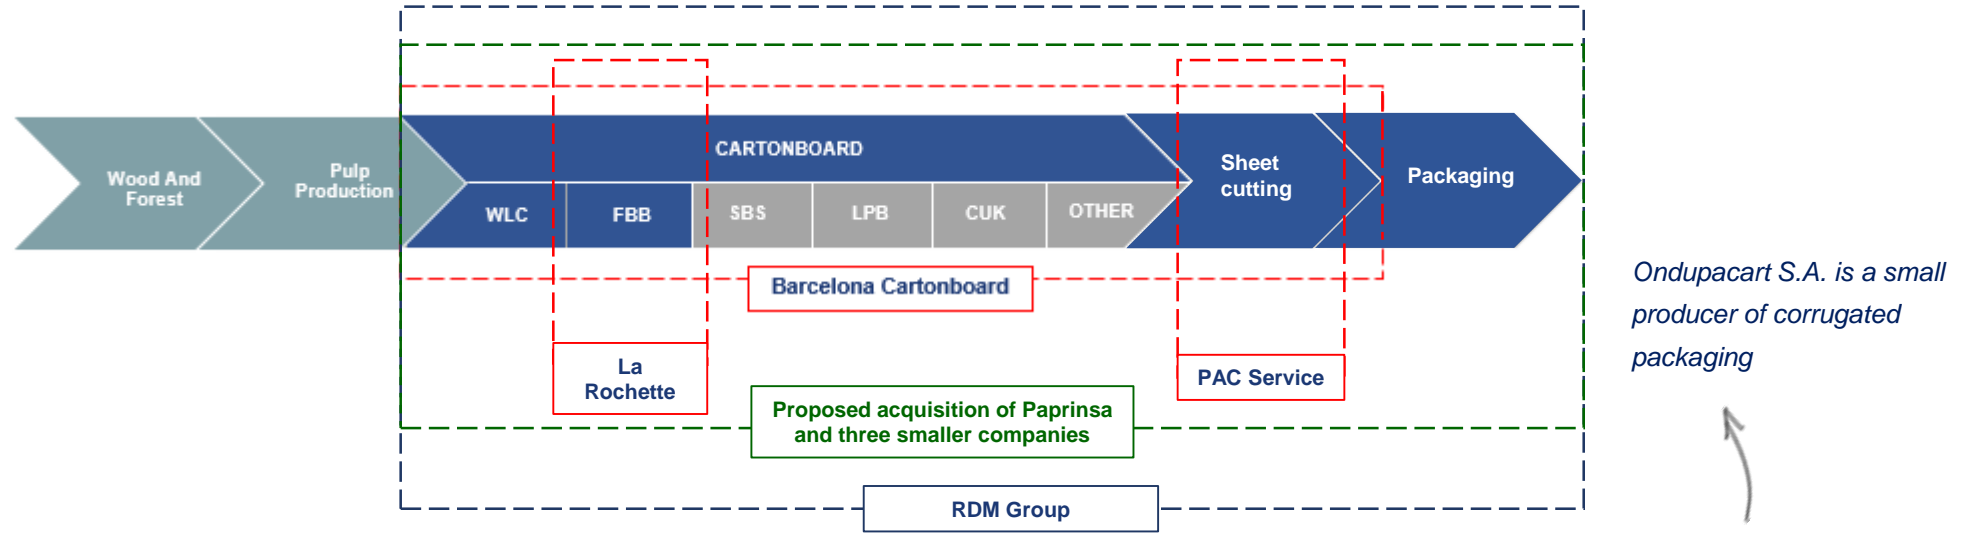 Wood And
Forest
Pulp
Production
CARTONBOARD
WLC
FBB
SBS
LPB
CUK
OTHER
Sheet
cutting
Packaging
Barcelona Cartonboard
La
Rochette
PAC Service
Proposed acquisition of Paprinsa
and three smaller companies
RDM Group
Ondupacart S.A. is a small
producer of corrugated
packaging